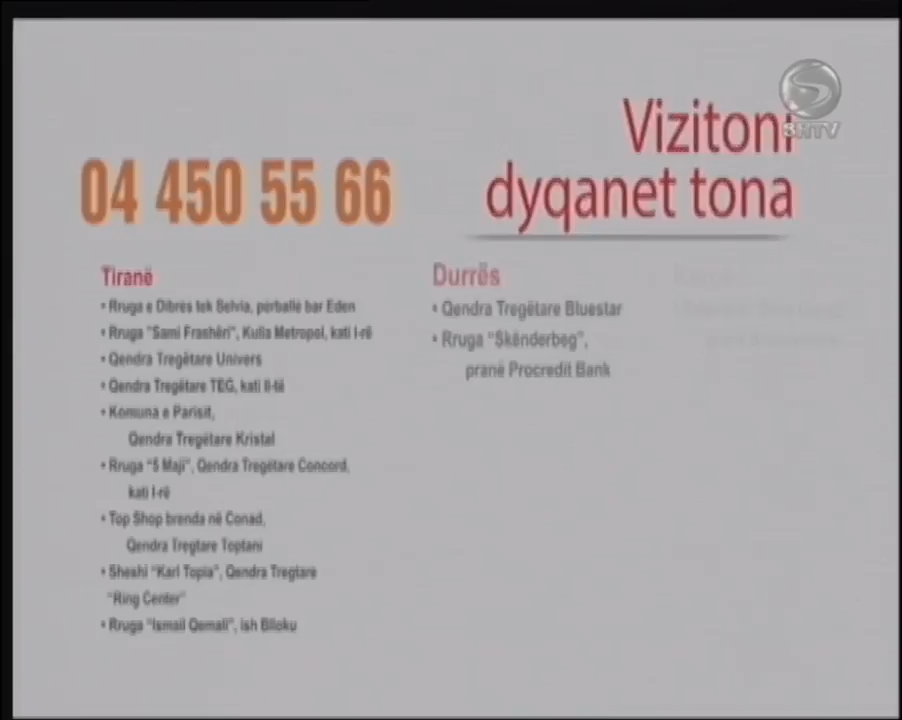 Vizitoni
dyqanet tona
SRTV
04 450 55 66
Tiranë
• Rruga e Dibrës tek Selvia, përballë bar Eden
• Rruga "Sami Frashëri", Kulla Metropol, kati I-rë
• Qendra Tregëtare Univers
• Qendra Tregëtare TEG, kati II-të
• Komuna e Parisit,
Qendra Tregëtare Kristal
• Rruga "5 Maji", Qendra Tregëtare Concord,
kati I-rë
• Top Shop brenda në Conad,
Qendra Tregtare Toptani
• Sheshi "Karl Topia", Qendra Tregtare
"Ring Center"
• Rruga "Ismail Qemali", ish Blloku
Durrës
• Qendra Tregëtare Bluestar
• Rruga "Skënderbeg",
pranë Procredit Bank